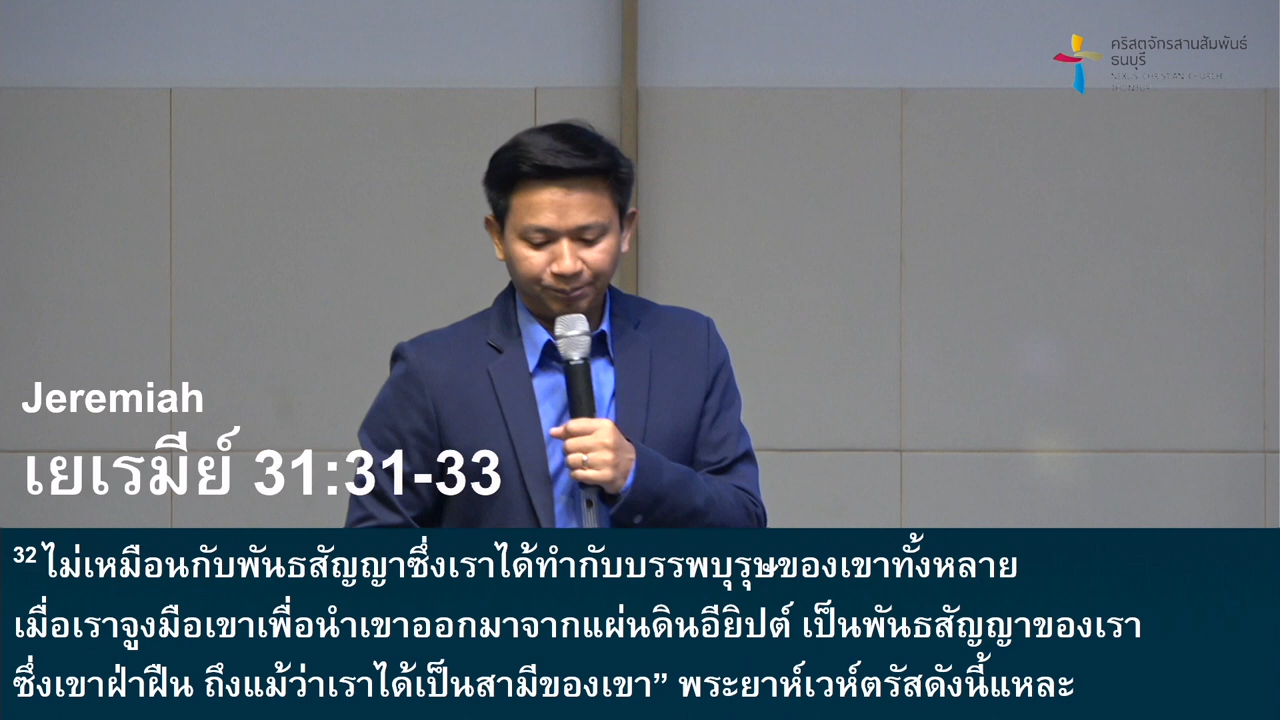 คริสตจักรสานสัมพันธ์
ธนบุรี
NEXUS CHRISTIAN CHURCH
Jeremiah
เยเรมีย์ 31:31-33
32 ไม่เหมือนกับพันธสัญญาซึ่งเราได้ทำกับบรรพบุรุษของเขาทั้งหลาย
เมื่อเราจูงมือเขาเพื่อนำเขาออกมาจากแผ่นดินอียิปต์ เป็นพันธสัญญาของเรา
ซึ่งเขาฝ่าฝืน ถึงแม้ว่าเราได้เป็นสามีของเขา” พระยาห์เวห์ตรัสดังนี้แหละ